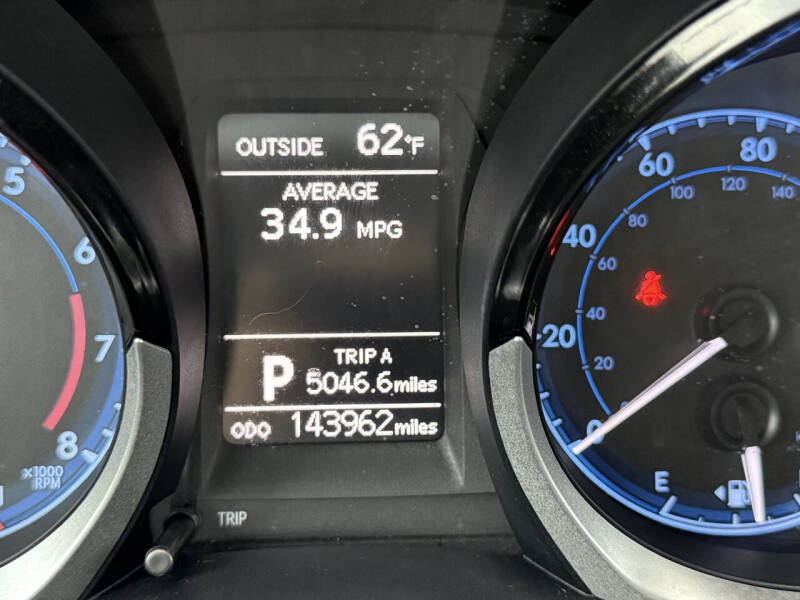 OUTSIDE 62°F
AVERAGE
34.9 MPG
P
TRIP A
5046.6 miles
ODO 143962 miles
TRIP
5
6
7
8
x1000
RPM
0
20
40
60
80
20
40
60
80
100
120
140
E